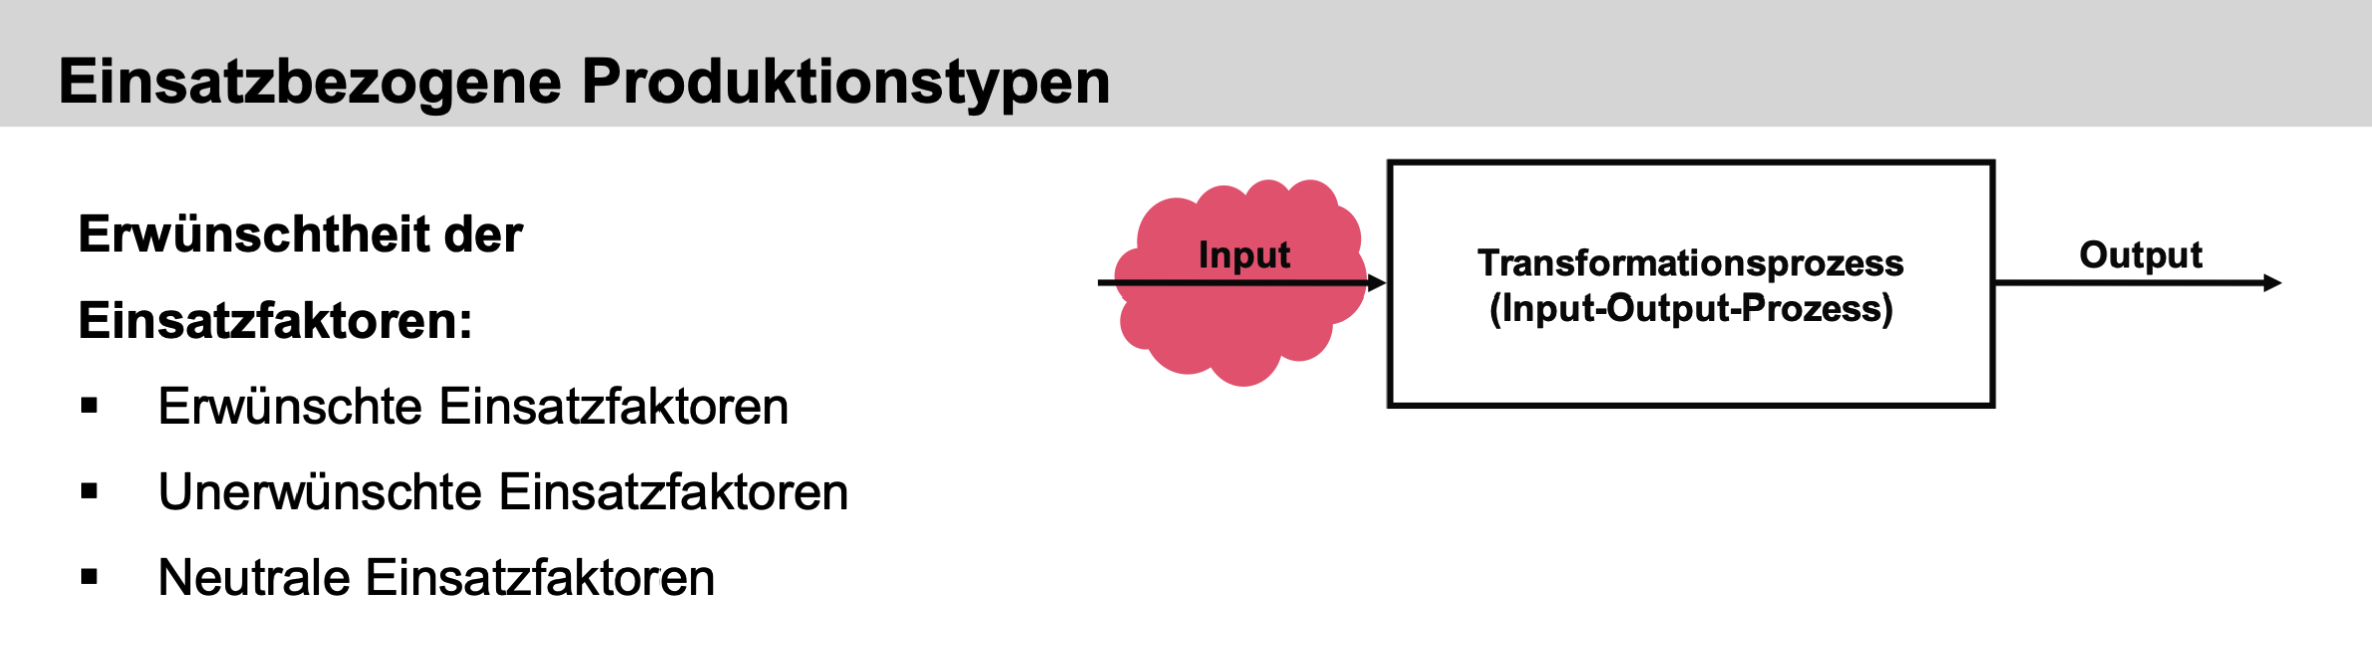 Einsatzbezogene Produktionstypen
Erwünschtheit der
Einsatzfaktoren:
▪ Erwünschte Einsatzfaktoren
▪ Unerwünschte Einsatzfaktoren
▪ Neutrale Einsatzfaktoren
Input
Transformationsprozess
(Input-Output-Prozess)
Output